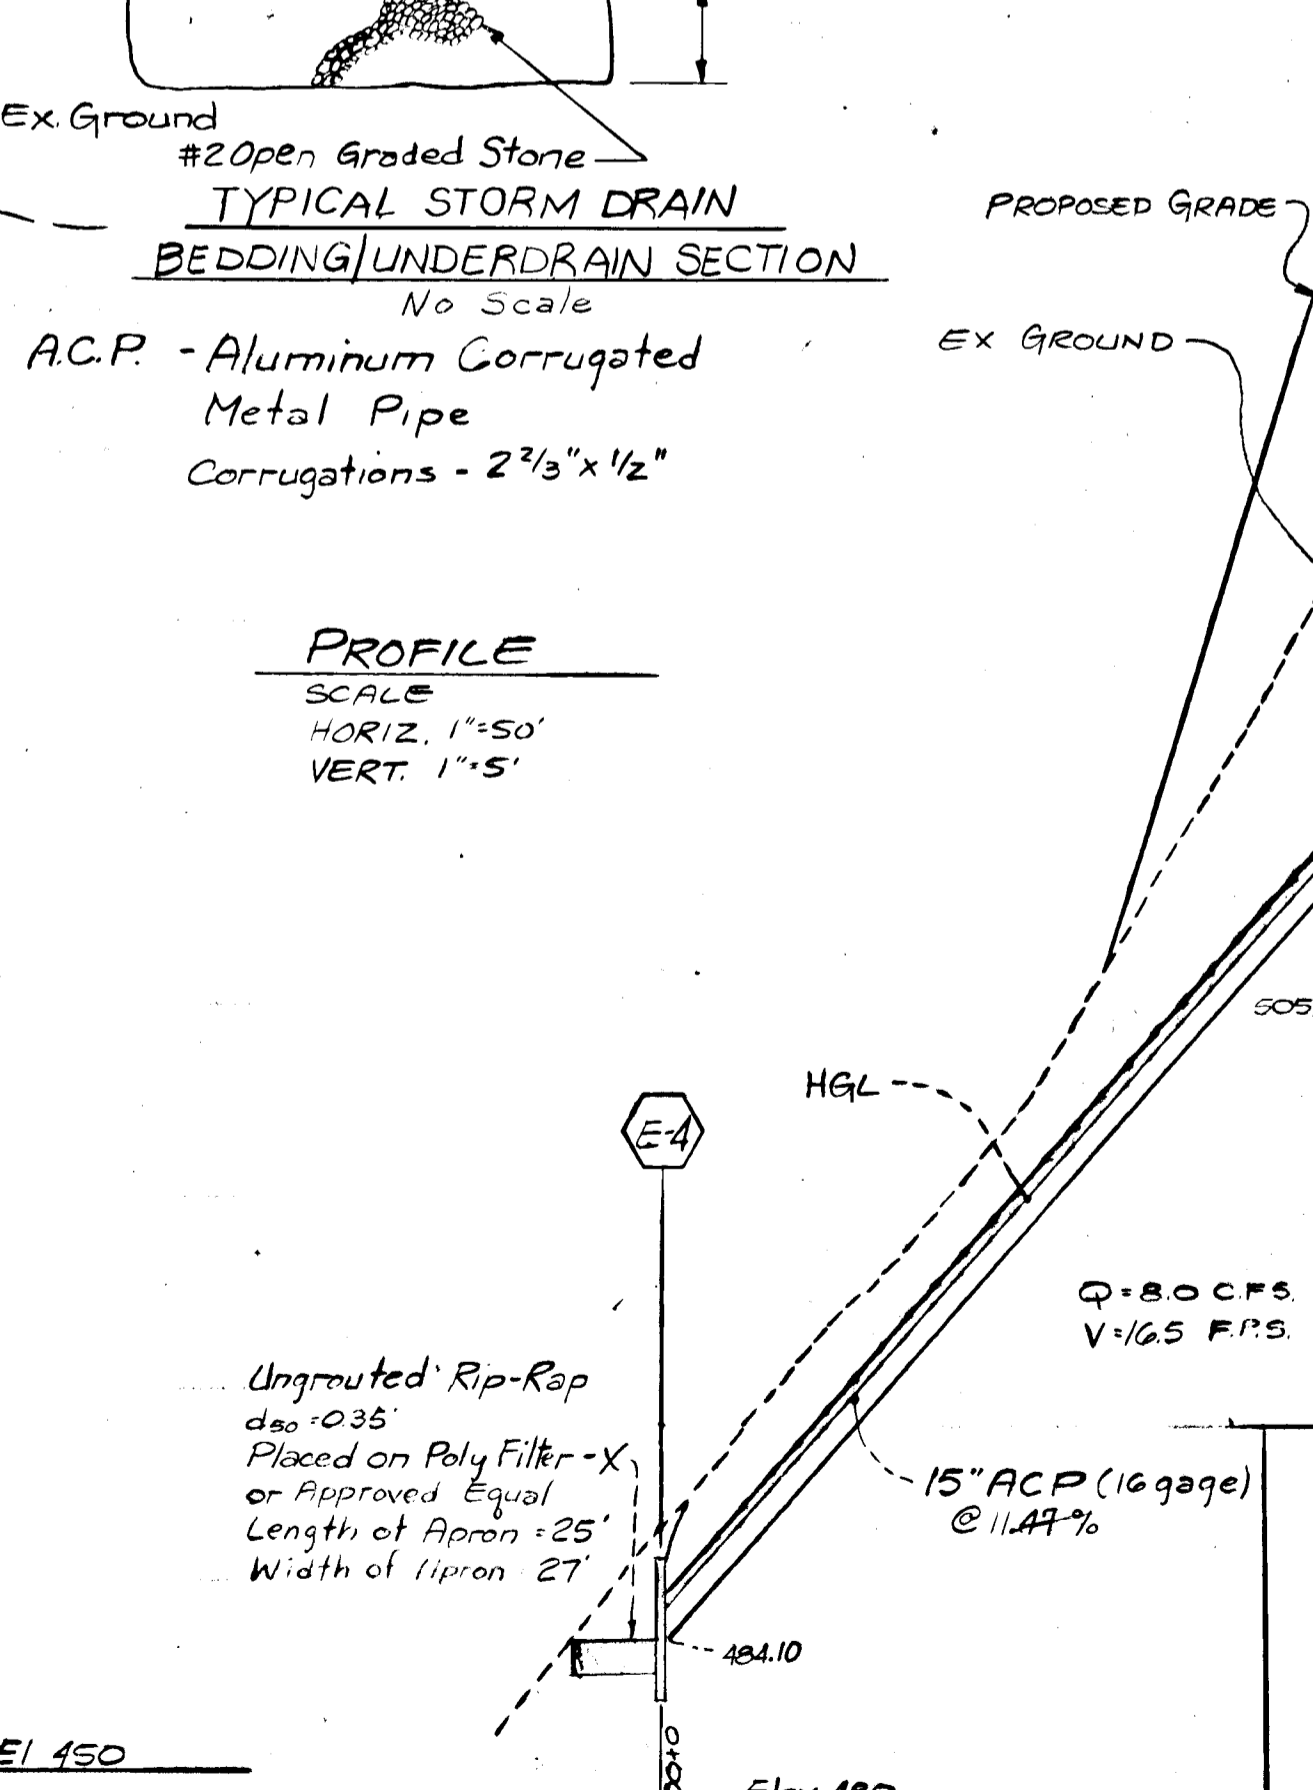 Ex. Ground
#2 Open Graded Stone
TYPICAL STORM DRAIN
BEDDING/UNDERDRAIN SECTION
No Scale
A.C.P. - Aluminum Corrugated
Metal Pipe
Corrugations - 2 2/3" x 1/2"
PROPOSED GRADE
EX GROUND
PROFILE
SCALE
HORIZ. 1"=50'
VERT. 1"=5'
505
HGL
E-4
Q = 8.0 C.F.S.
V = 16.5 F.P.S.
Ungrouted Rip-Rap
d50 = 0.35'
Placed on Poly Filter-X
or Approved Equal
Length of Apron = 25'
Width of Apron 27'
15" ACP (16 gage)
@ 11.47%
484.10
El 450